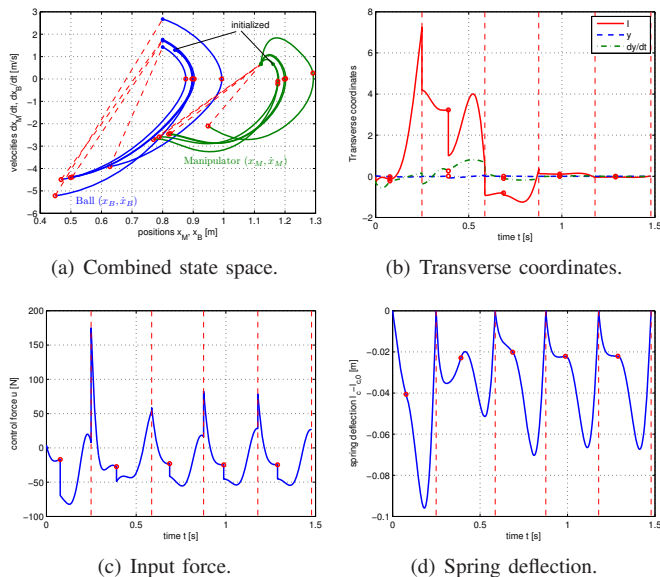 initialized
3
2
1
0
−1
−2
−3
−4
−5
−6
velocities dx_M/dt, dx_B/dt [m/s]
Manipulator (x_M, ẋ_M)
Ball (x_B, ẋ_B)
0.4 0.5 0.6 0.7 0.8 0.9 1 1.1 1.2 1.3
positions x_M, x_B [m]
(a) Combined state space.
8
6
4
2
0
−2
Transverse coordinates
I
y
dy/dt
0 0.5 1 1.5
time t [s]
(b) Transverse coordinates.
200
150
100
50
0
−50
−100
control force u [N]
0 0.5 1 1.5
time t [s]
(c) Input force.
0
−0.02
−0.04
−0.06
−0.08
−0.1
spring deflection l_c−l_c,0 [m]
0 0.5 1 1.5
time t [s]
(d) Spring deflection.